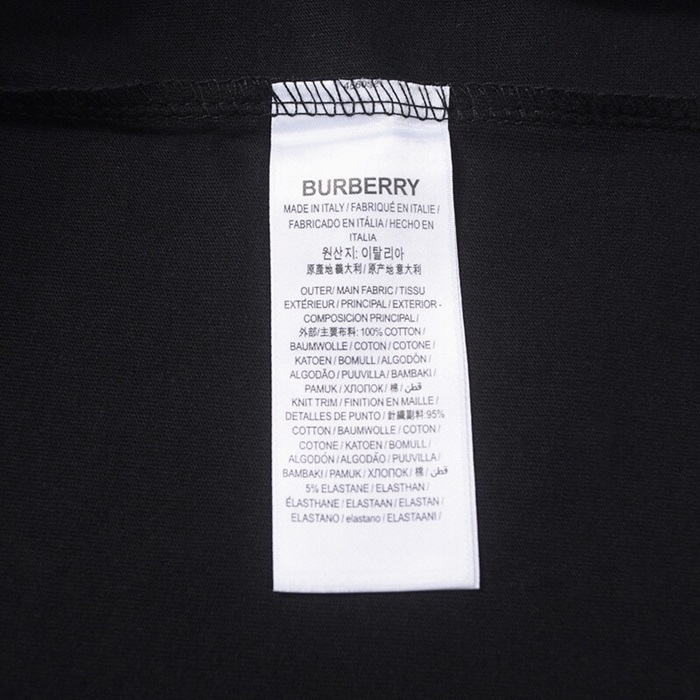 BURBERRY
MADE IN ITALY / FABRIQUÉ EN ITALIE /
FABRICADO EN ITÁLIA / HECHO EN
ITALIA
원산지: 이탈리아
原產地 義大利 / 原产地 意大利
OUTER/ MAIN FABRIC / TISSU
EXTÉRIEUR / PRINCIPAL / EXTERIOR -
COMPOSICIÓN PRINCIPAL /
外部/主要布料: 100% COTTON /
BAUMWOLLE / COTON / COTONE /
KATOEN / BOMULL / ALGODÓN /
ALGODÃO / PUUVILLA / BAMBAKI /
PAMUK / ХЛОПОК / 棉 / قطن
KNIT TRIM / FINITION EN MAILLE /
DETALLES DE PUNTO / 針織副料 95%
COTTON / BAUMWOLLE / COTON /
COTONE / KATOEN / BOMULL /
ALGODÓN / ALGODÃO / PUUVILLA /
BAMBAKI / PAMUK / ХЛОПОК / 棉 / قطن
5% ELASTANE / ELASTHAN /
ÉLASTHANE / ELASTAAN / ELASTAN /
ELASTANO / elastano / ELASTAANI /